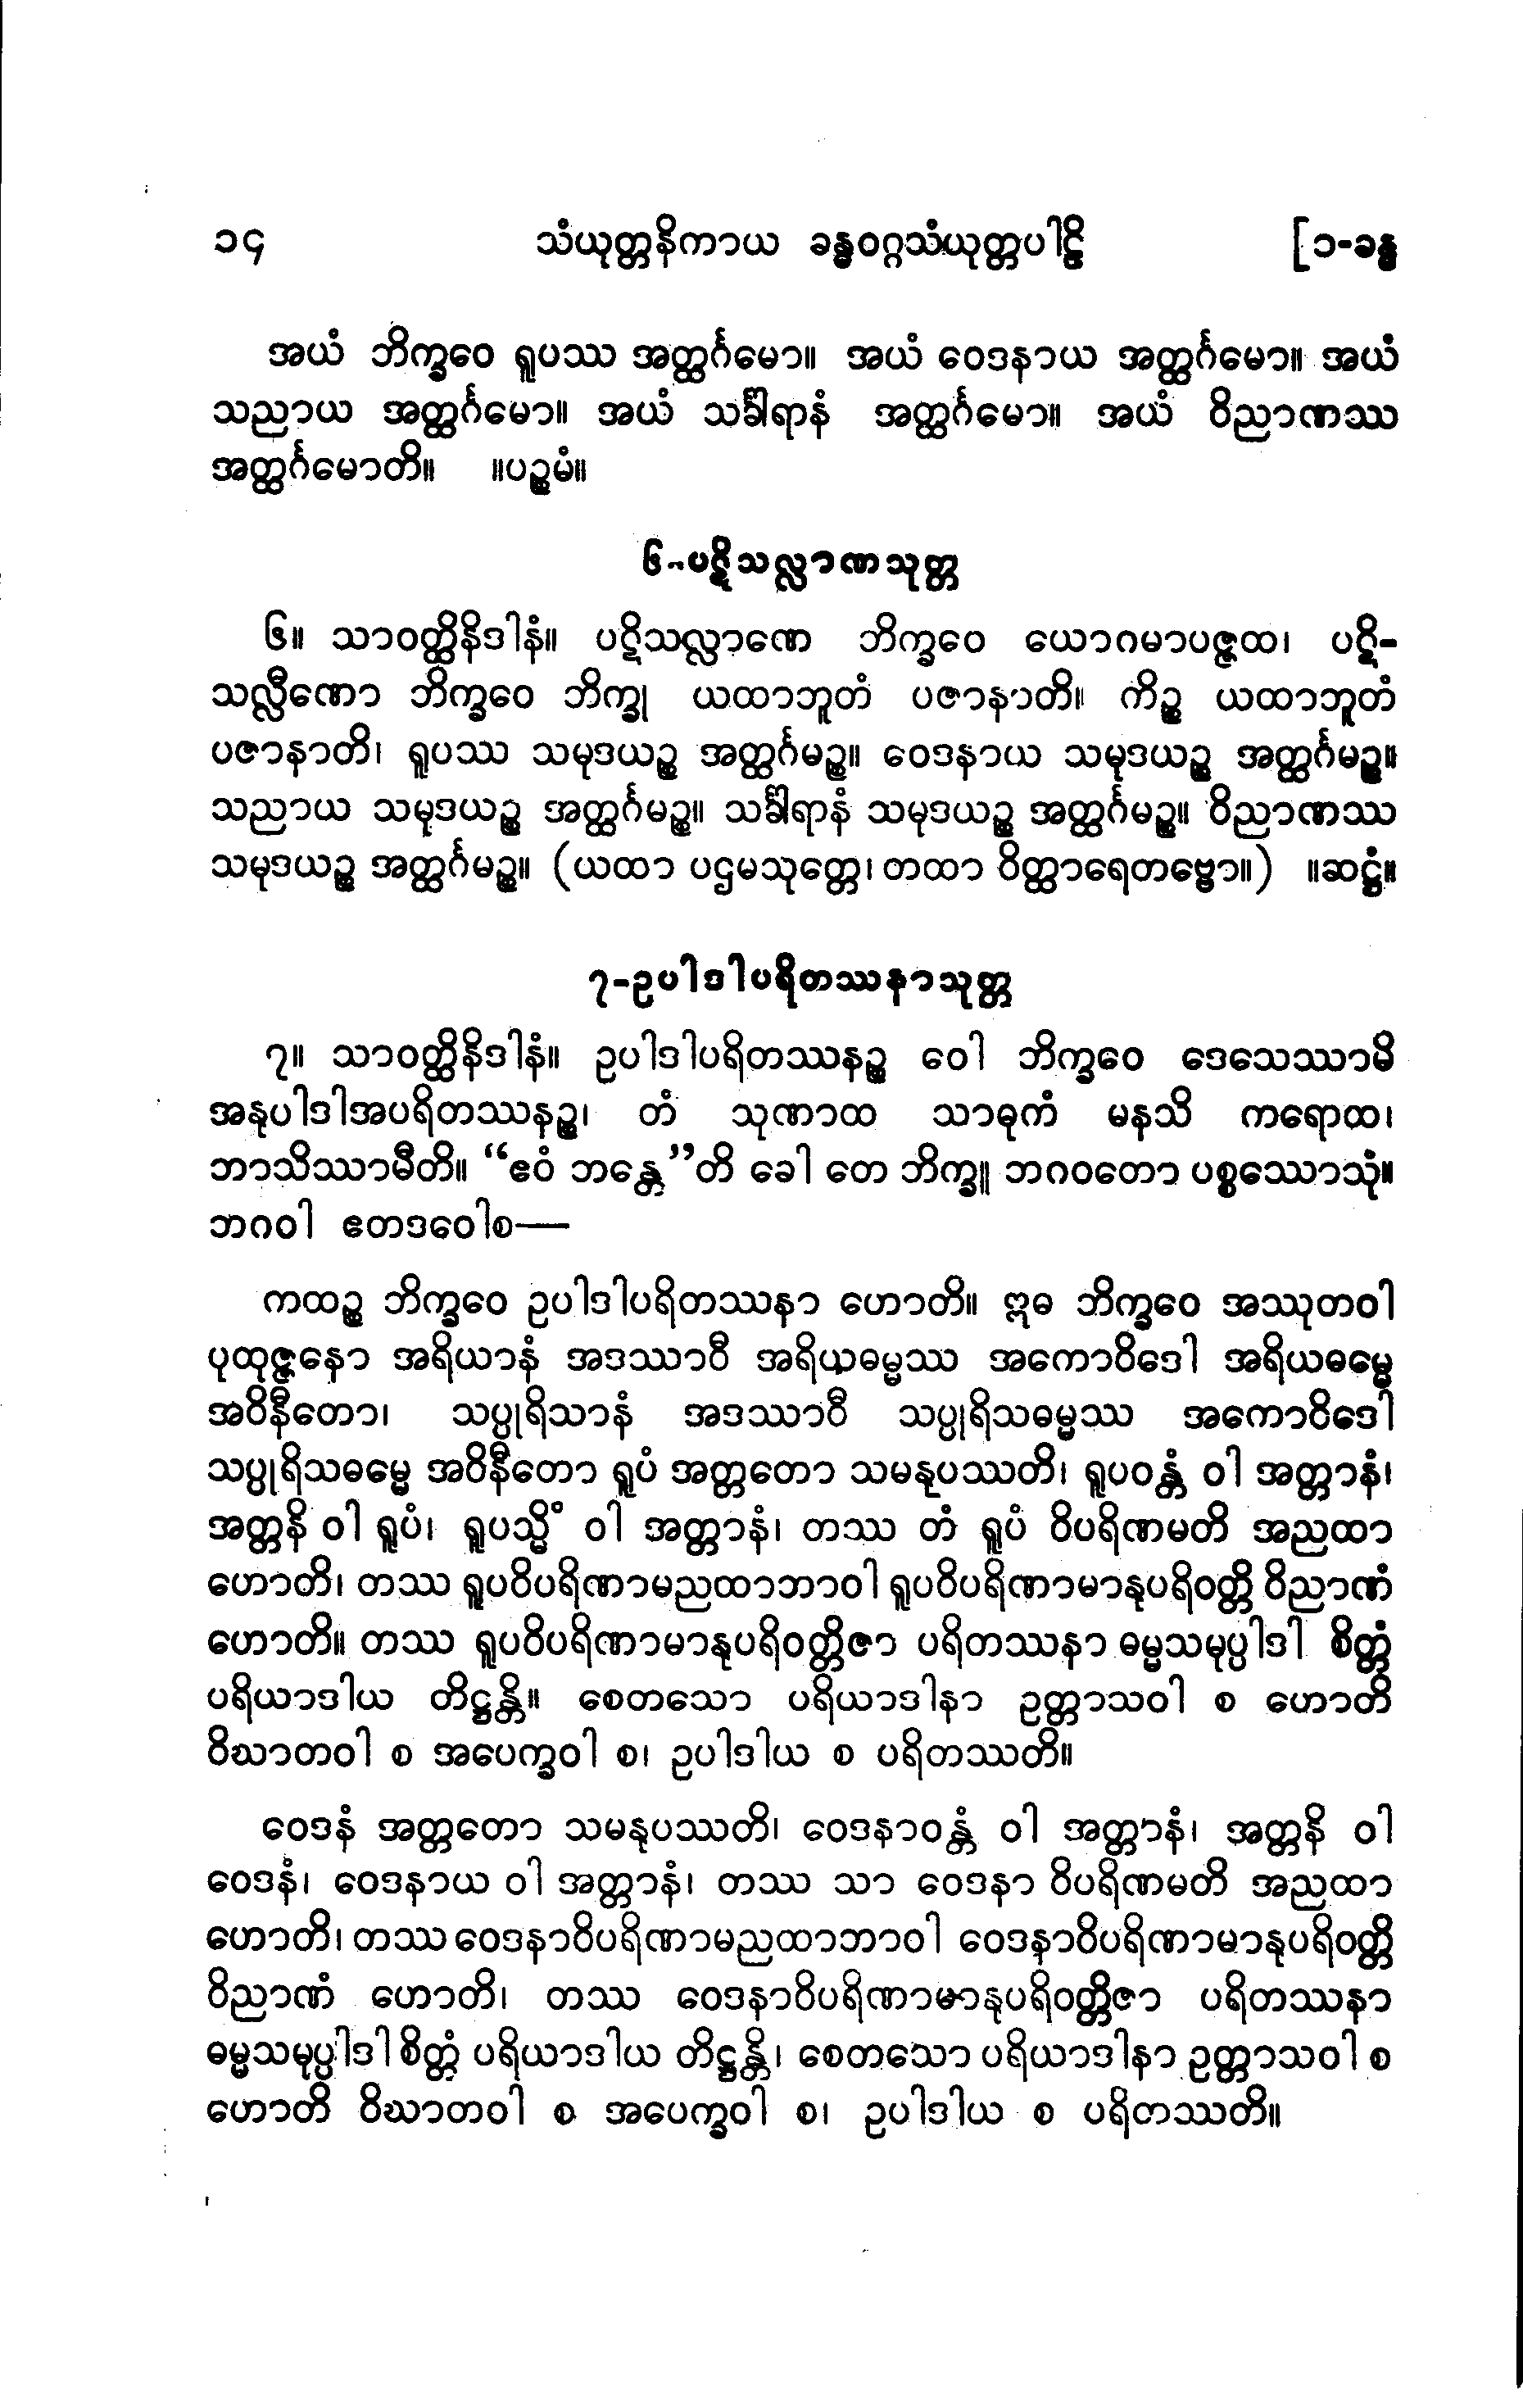 ၁၄ သံယုတ္တနိကာယ ခန္ဓဝဂ္ဂသံယုတ္တပါဠိ [၁-ခန္ဓ
အယံ ဘိက္ခဝေ ရူပဿ အတ္ထင်္ဂမော။ အယံ ဝေဒနာယ အတ္ထင်္ဂမော။ အယံ
သညာယ အတ္ထင်္ဂမော။ အယံ သင်္ခါရာနံ အတ္ထင်္ဂမော။ အယံ ဝိညာဏဿ
အတ္ထင်္ဂမောတိ။ ။ပဉ္စမံ။
၆-ပဋိသလ္လာဏသုတ္တ
၆။ သာဝတ္ထိနိဒါနံ။ ပဋိသလ္လာဏေ ဘိက္ခဝေ ယောဂမာပဇ္ဇထ၊ ပဋိ-
သလ္လီဏော ဘိက္ခဝေ ဘိက္ခု ယထာဘူတံ ပဇာနာတိ။ ကိဉ္စ ယထာဘူတံ
ပဇာနာတိ၊ ရူပဿ သမုဒယဉ္စ အတ္ထင်္ဂမဉ္စ။ ဝေဒနာယ သမုဒယဉ္စ အတ္ထင်္ဂမဉ္စ။
သညာယ သမုဒယဉ္စ အတ္ထင်္ဂမဉ္စ။ သင်္ခါရာနံ သမုဒယဉ္စ အတ္ထင်္ဂမဉ္စ။ ဝိညာဏဿ
သမုဒယဉ္စ အတ္ထင်္ဂမဉ္စ။ (ယထာ ပဌမသုတ္တေ၊ တထာ ဝိတ္ထာရေတဗ္ဗော။) ။ဆဋ္ဌံ။
၇-ဥပါဒါပရိတဿနာသုတ္တ
၇။ သာဝတ္ထိနိဒါနံ။ ဥပါဒါပရိတဿနဉ္စ ဝေါ ဘိက္ခဝေ ဒေသေဿာမိ
အနုပါဒါအပရိတဿနဉ္စ၊ တံ သုဏာထ သာဓုကံ မနသိ ကရောထ၊
ဘာသိဿာမီတိ။ “ဧဝံ ဘန္တေ”တိ ခေါ တေ ဘိက္ခူ ဘဂဝတော ပစ္စဿောသုံ။
ဘဂဝါ ဧတဒဝေါစ—
ကထဉ္စ ဘိက္ခဝေ ဥပါဒါပရိတဿနာ ဟောတိ။ ဣဓ ဘိက္ခဝေ အဿုတဝါ
ပုထုဇ္ဇနော အရိယာနံ အဒဿာဝီ အရိယဓမ္မဿ အကောဝိဒေါ အရိယဓမ္မေ
အဝိနီတော၊ သပ္ပုရိသာနံ အဒဿာဝီ သပ္ပုရိသဓမ္မဿ အကောဝိဒေါ
သပ္ပုရိသဓမ္မေ အဝိနီတော ရူပံ အတ္တတော သမနုပဿတိ၊ ရူပဝန္တံ ဝါ အတ္တာနံ၊
အတ္တနိ ဝါ ရူပံ၊ ရူပသ္မိံ ဝါ အတ္တာနံ၊ တဿ တံ ရူပံ ဝိပရိဏမတိ အညထာ
ဟောတိ၊ တဿ ရူပဝိပရိဏာမညထာဘာဝါ ရူပဝိပရိဏာမာနုပရိဝတ္တိ ဝိညာဏံ
ဟောတိ။ တဿ ရူပဝိပရိဏာမာနုပရိဝတ္တိဇာ ပရိတဿနာ ဓမ္မသမုပ္ပါဒါ စိတ္တံ
ပရိယာဒါယ တိဋ္ဌန္တိ။ စေတသော ပရိယာဒါနာ ဥတ္တာသဝါ စ ဟောတိ
ဝိဃာတဝါ စ အပေက္ခဝါ စ၊ ဥပါဒါယ စ ပရိတဿတိ။
ဝေဒနံ အတ္တတော သမနုပဿတိ၊ ဝေဒနာဝန္တံ ဝါ အတ္တာနံ၊ အတ္တနိ ဝါ
ဝေဒနံ၊ ဝေဒနာယ ဝါ အတ္တာနံ၊ တဿ သာ ဝေဒနာ ဝိပရိဏမတိ အညထာ
ဟောတိ၊ တဿ ဝေဒနာဝိပရိဏာမညထာဘာဝါ ဝေဒနာဝိပရိဏာမာနုပရိဝတ္တိ
ဝိညာဏံ ဟောတိ၊ တဿ ဝေဒနာဝိပရိဏာမာနုပရိဝတ္တိဇာ ပရိတဿနာ
ဓမ္မသမုပ္ပါဒါ စိတ္တံ ပရိယာဒါယ တိဋ္ဌန္တိ၊ စေတသော ပရိယာဒါနာ ဥတ္တာသဝါ စ
ဟောတိ ဝိဃာတဝါ စ အပေက္ခဝါ စ၊ ဥပါဒါယ စ ပရိတဿတိ။